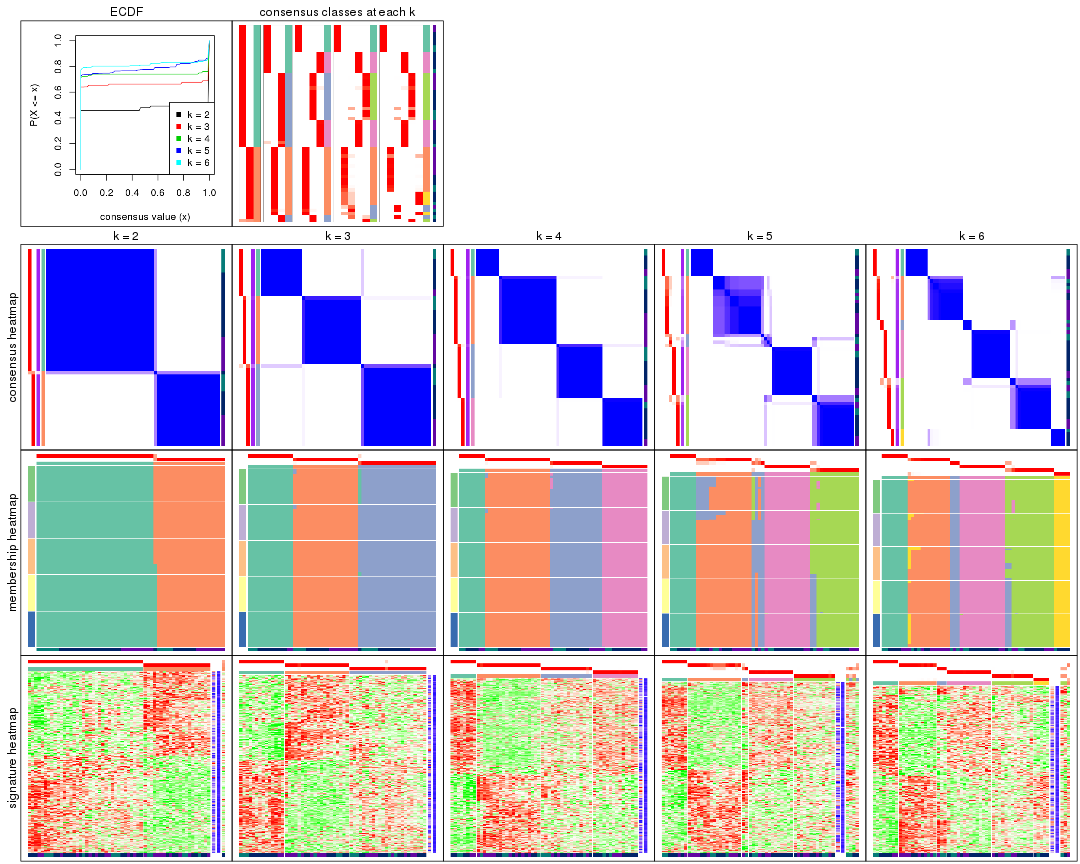 ECDF
consensus classes at each k
P(X <= x)
1.0
0.8
0.6
0.4
0.2
0.0
k = 2
k = 3
k = 4
k = 5
k = 6
0.0 0.2 0.4 0.6 0.8 1.0
consensus value (x)
k = 2 k = 3 k = 4 k = 5 k = 6
consensus heatmap
membership heatmap
signature heatmap